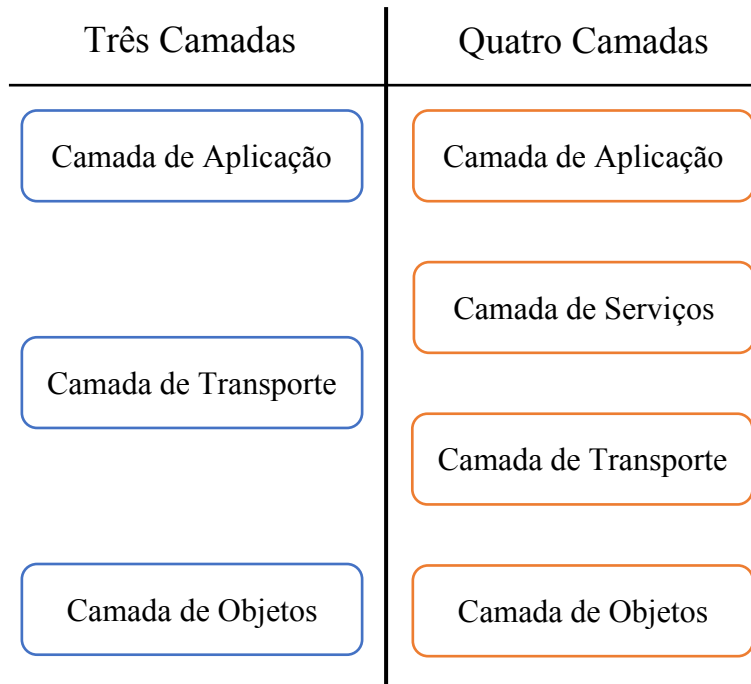 Três Camadas
Camada de Aplicação
Camada de Transporte
Camada de Objetos
Quatro Camadas
Camada de Aplicação
Camada de Serviços
Camada de Transporte
Camada de Objetos